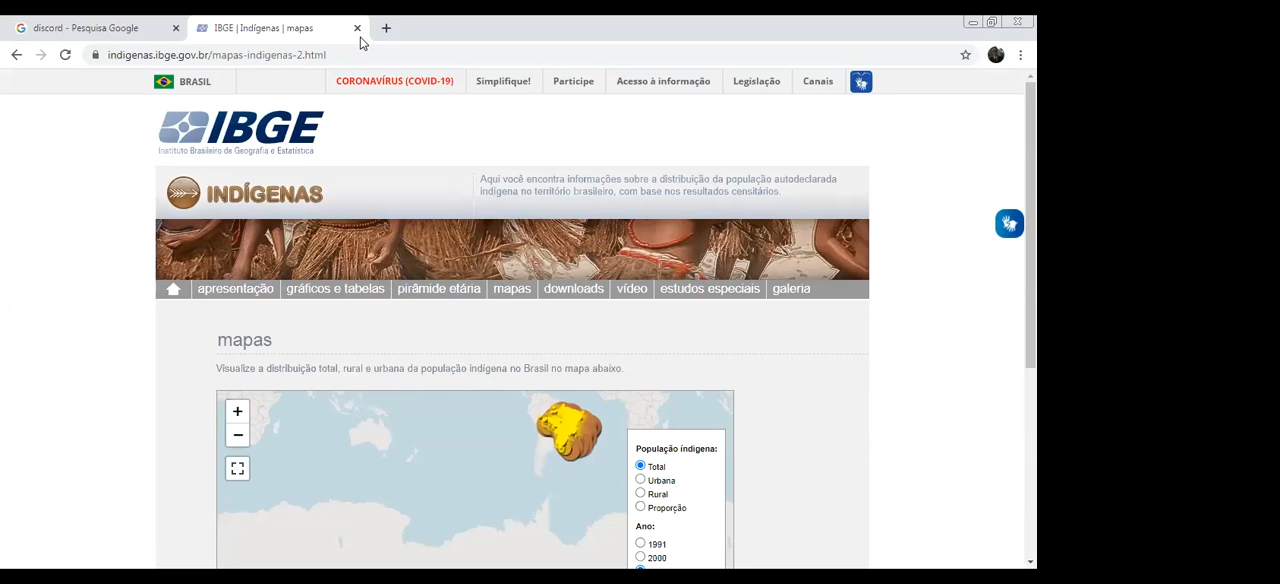 discord - Pesquisa Google
IBGE | Indígenas | mapas
indigenas.ibge.gov.br/mapas-indigenas-2.html
BRASIL
CORONAVÍRUS (COVID-19)
Simplifique!
Participe
Acesso à informação
Legislação
Canais
IBGE
Instituto Brasileiro de Geografia e Estatística
INDÍGENAS
Aqui você encontra informações sobre a distribuição da população autodeclarada
indígena no território brasileiro, com base nos resultados censitários.
apresentação
gráficos e tabelas
pirâmide etária
mapas
downloads
vídeo
estudos especiais
galeria
mapas
Visualize a distribuição total, rural e urbana da população indígena no Brasil no mapa abaixo.
+
−
População índigena:
Total
Urbana
Rural
Proporção
Ano:
1991
2000